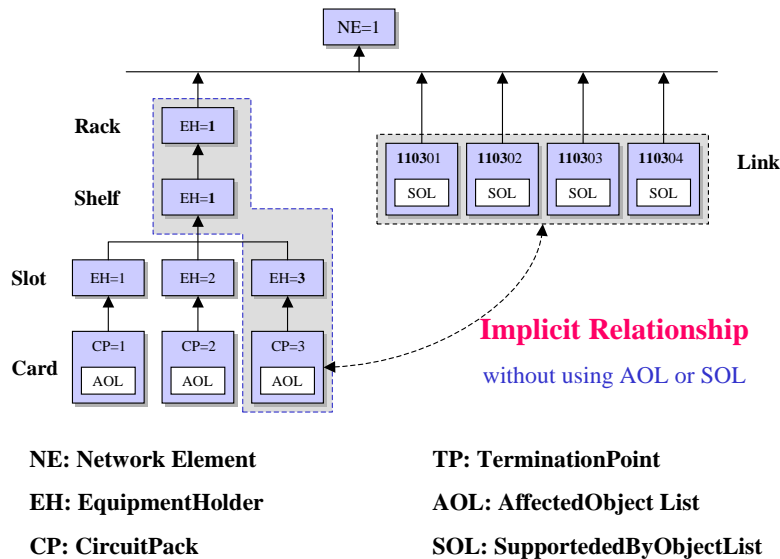 NE=1
Rack
EH=1
Shelf
EH=1
110301
110302
110303
110304
SOL
SOL
SOL
SOL
Link
Slot
EH=1
EH=2
EH=3
Card
CP=1
CP=2
CP=3
AOL
AOL
AOL
Implicit Relationship
without using AOL or SOL
NE: Network Element
TP: TerminationPoint
EH: EquipmentHolder
AOL: AffectedObject List
CP: CircuitPack
SOL: SupportededByObjectList